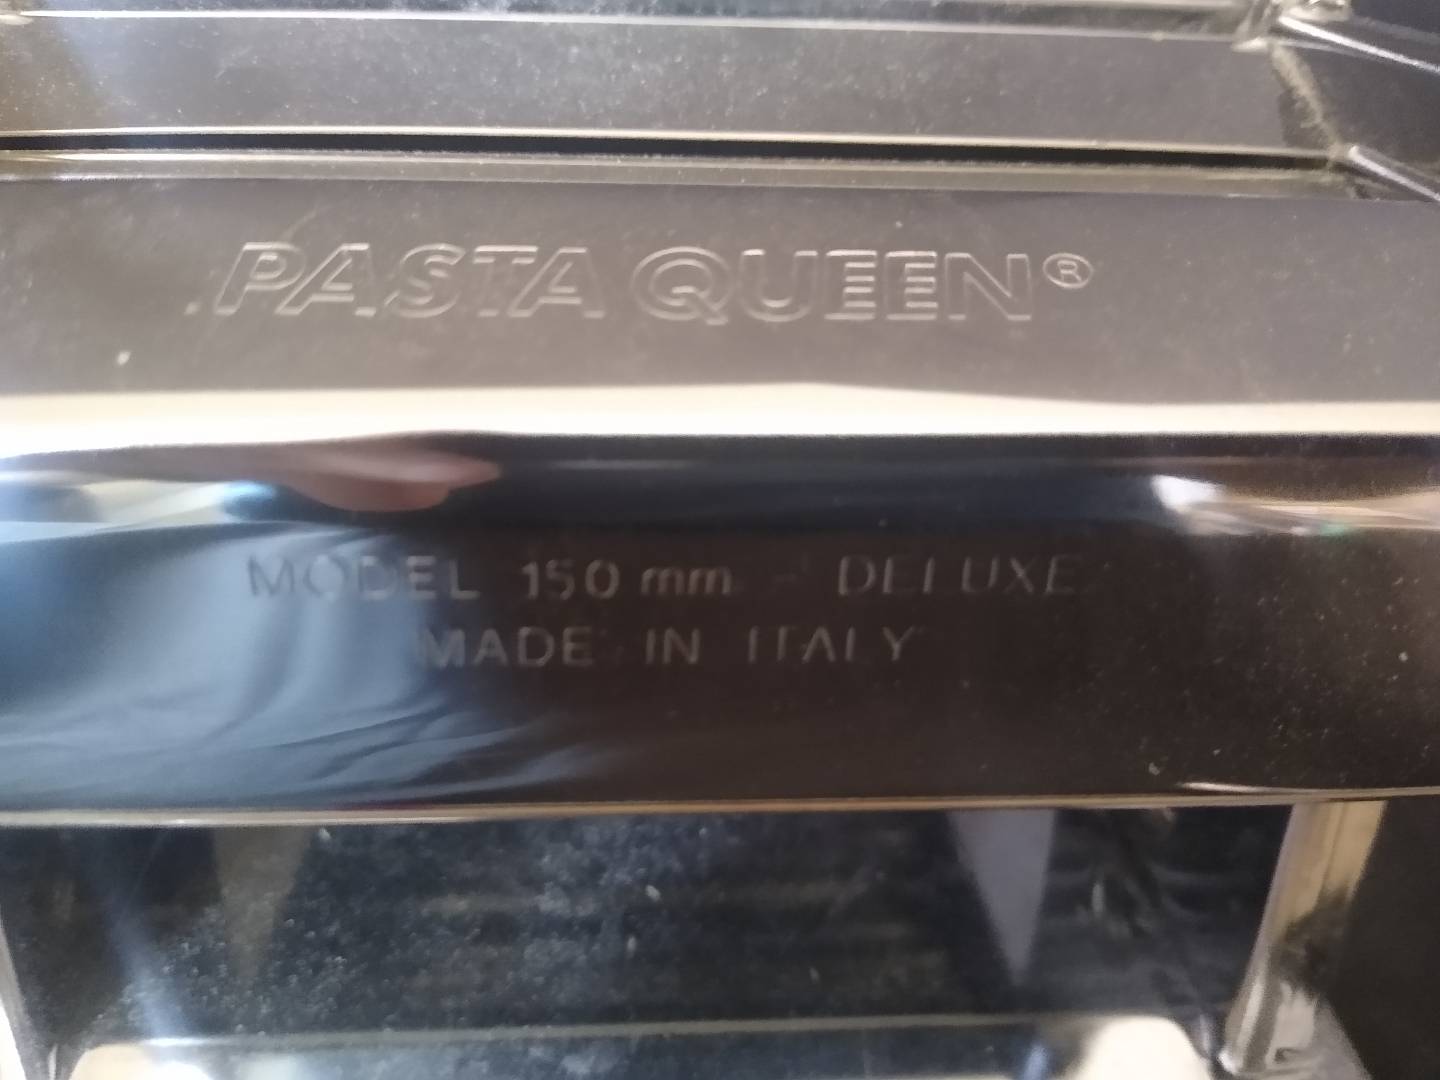 PASTA QUEEN®
MODEL 150 mm - DELUXE
MADE IN ITALY